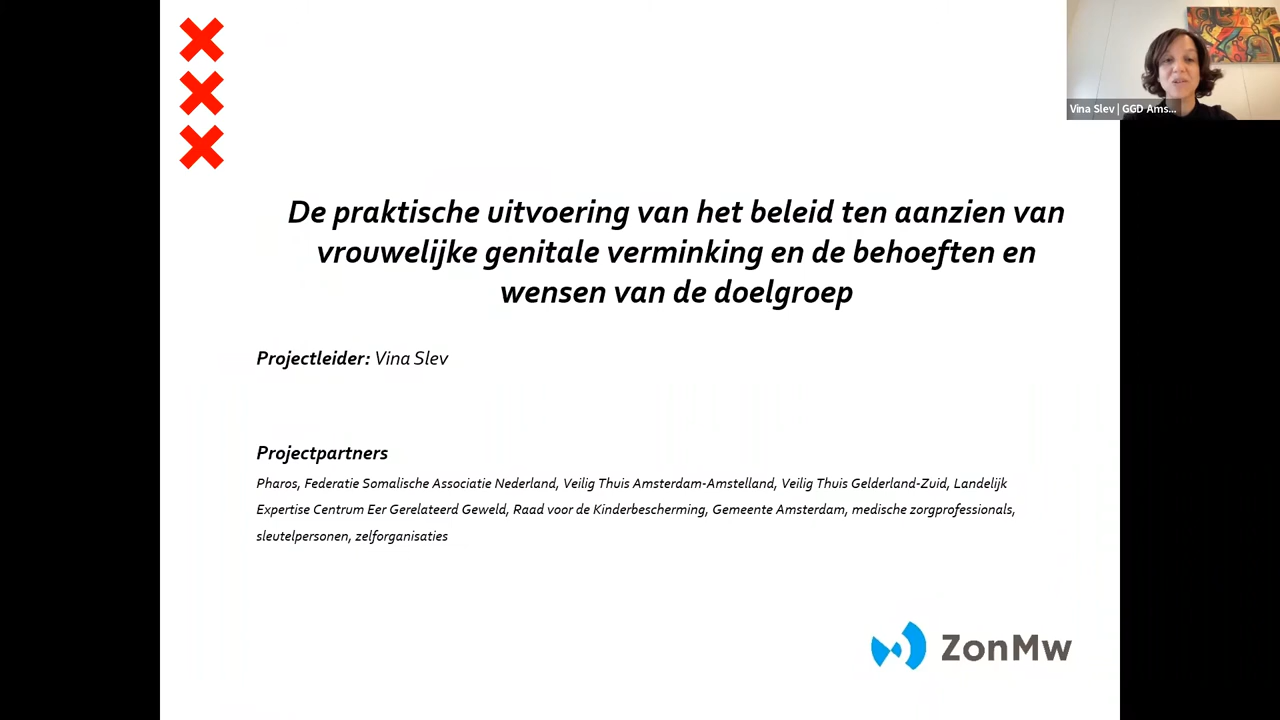 Vina Slev | GGD Ams...
De praktische uitvoering van het beleid ten aanzien van
vrouwelijke genitale verminking en de behoeften en
wensen van de doelgroep
Projectleider: Vina Slev
Projectpartners
Pharos, Federatie Somalische Associatie Nederland, Veilig Thuis Amsterdam-Amstelland, Veilig Thuis Gelderland-Zuid, Landelijk
Expertise Centrum Eer Gerelateerd Geweld, Raad voor de Kinderbescherming, Gemeente Amsterdam, medische zorgprofessionals,
sleutelpersonen, zelforganisaties
ZonMw